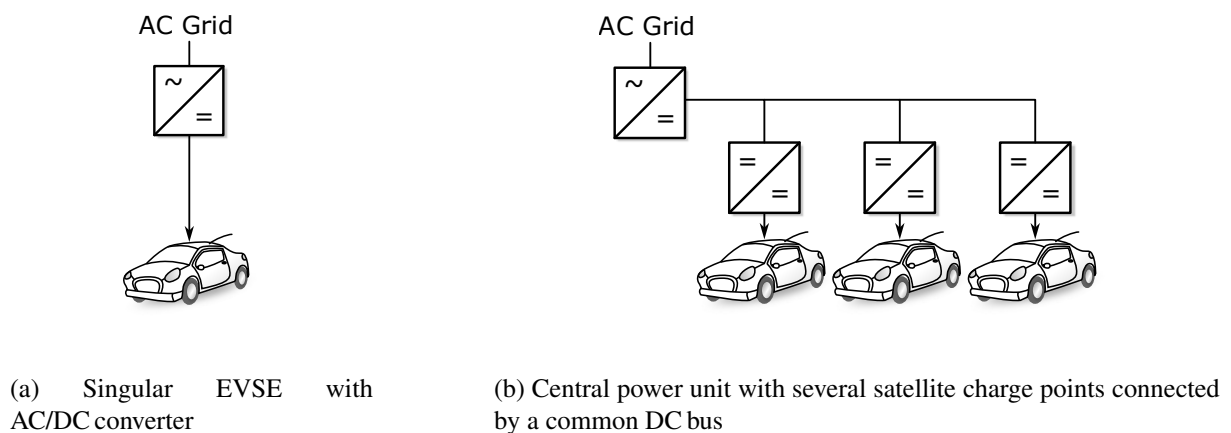 AC Grid
~
=
(a) Singular EVSE with
AC/DC converter
AC Grid
~
=
= = =
= = =
(b) Central power unit with several satellite charge points connected
by a common DC bus